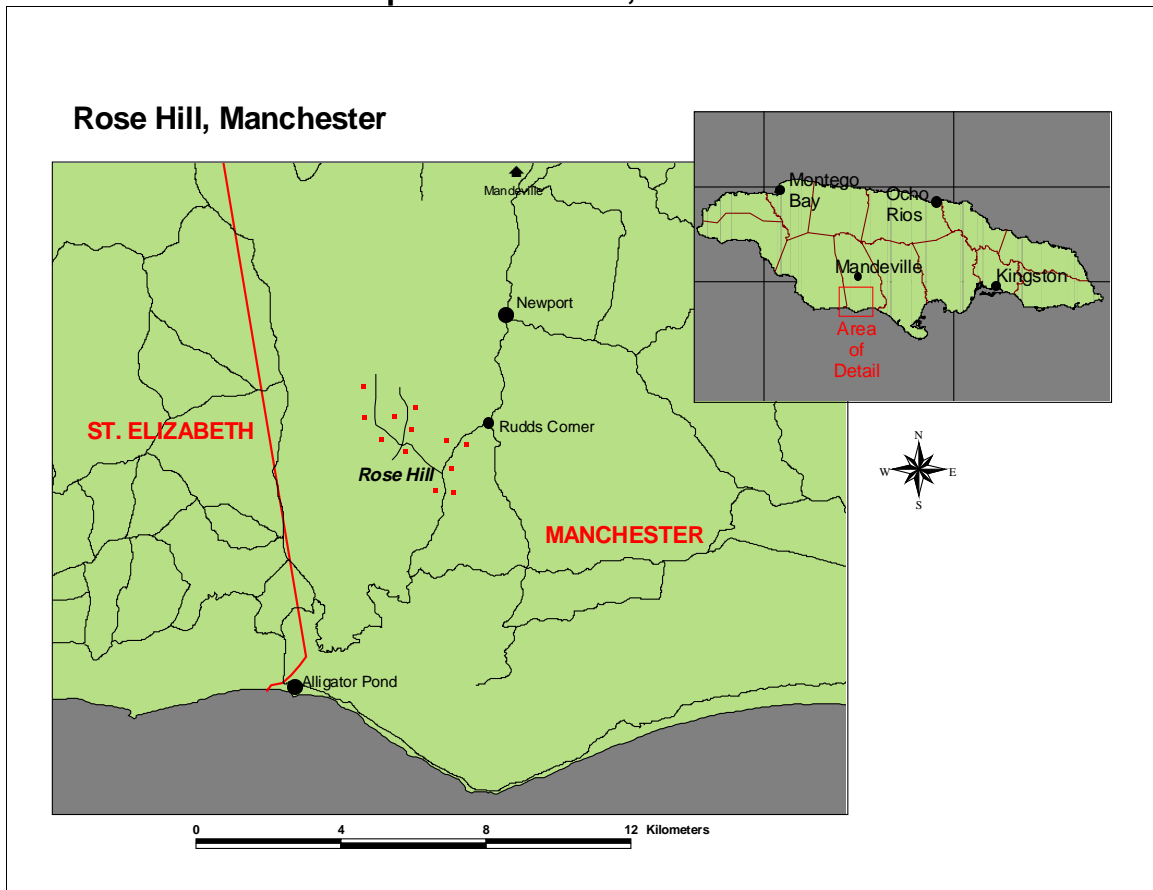 Rose Hill, Manchester
Mandeville
Newport
Rudds Corner
ST. ELIZABETH
Rose Hill
MANCHESTER
Alligator Pond
0 4 8 12 Kilometers
Montego
Bay
Ocho
Rios
Mandeville
Kingston
Area
of
Detail
N
W E
S